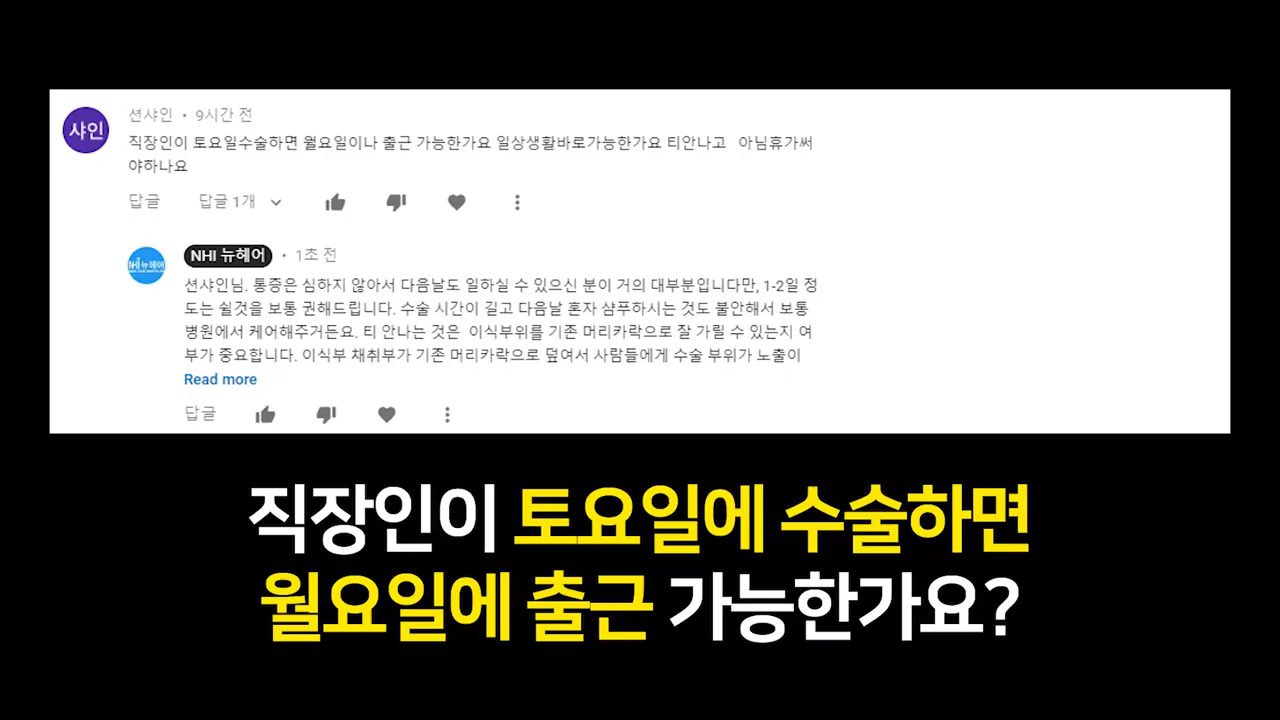 샤인
션샤인 • 9시간 전
직장인이 토요일수술하면 월요일이나 출근 가능한가요 일상생활바로가능한가요 티안나고 아님휴가써
야하나요
답글 답글 1개
NHI 뉴헤어
NHI 뉴헤어 • 1초 전
션샤인님. 통증은 심하지 않아서 다음날도 일하실 수 있으신 분이 거의 대부분입니다만, 1-2일 정
도는 쉴것을 보통 권해드립니다. 수술 시간이 길고 다음날 혼자 샴푸하시는 것도 불안해서 보통
병원에서 케어해주거든요. 티 안나는 것은 이식부위를 기존 머리카락으로 잘 가릴 수 있는지 여
부가 중요합니다. 이식부 채취부가 기존 머리카락으로 덮여서 사람들에게 수술 부위가 노출이
Read more
답글
직장인이 토요일에 수술하면
월요일에 출근 가능한가요?